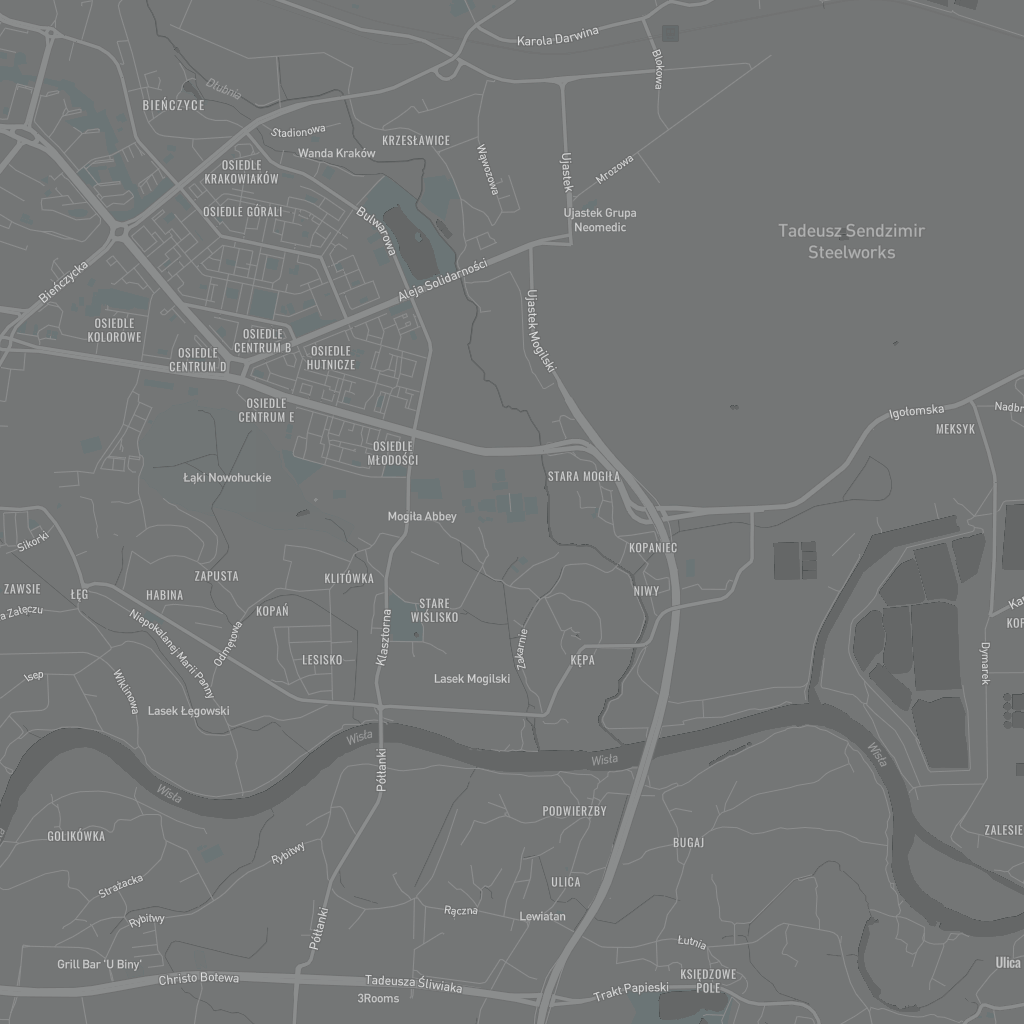 Karola Darwina
Blokowa
Dłubnia
BIEŃCZYCE
Stadionowa
KRZESŁAWICE
Wanda Kraków
Wąwozowa
Ujastek
Mrozowa
OSIEDLE
KRAKOWIAKÓW
OSIEDLE GÓRALI
Bulwarowa
Ujastek Grupa
Neomedic
Tadeusz Sendzimir
Steelworks
Bieńczycka
Aleja Solidarności
OSIEDLE
KOLOROWE
OSIEDLE
CENTRUM B
OSIEDLE
CENTRUM D
OSIEDLE
HUTNICZE
Ujastek Mogilski
OSIEDLE
CENTRUM E
Igołomska
Nadbr
MEKSYK
OSIEDLE
MŁODOŚCI
Łąki Nowohuckie
STARA MOGIŁA
Mogiła Abbey
Sikorki
KOPANIEC
ZAPUSTA
KLITÓWKA
ZAWSIE
ŁĘG
HABINA
NIWY
a Załęczu
KOPAŃ
STARE
WIŚLISKO
Ka
KOP
Niepokalanej Marii Panny
Odmętowa
Klasztorna
Zakarnie
LESISKO
KĘPA
Dymarek
Isep
Wiklinowa
Lasek Mogilski
Lasek Łęgowski
Wisła
Wisła
Wisła
Wisła
Półłanki
PODWIERZBY
GOLIKÓWKA
BUGAJ
ZALESIE
Rybitwy
Strażacka
ULICA
Rybitwy
Rączna
Lewiatan
Półłanki
Łutnia
Grill Bar 'U Biny'
Ulica
Christo Botewa
Tadeusza Śliwiaka
KSIĘDZOWE
POLE
3Rooms
Trakt Papieski